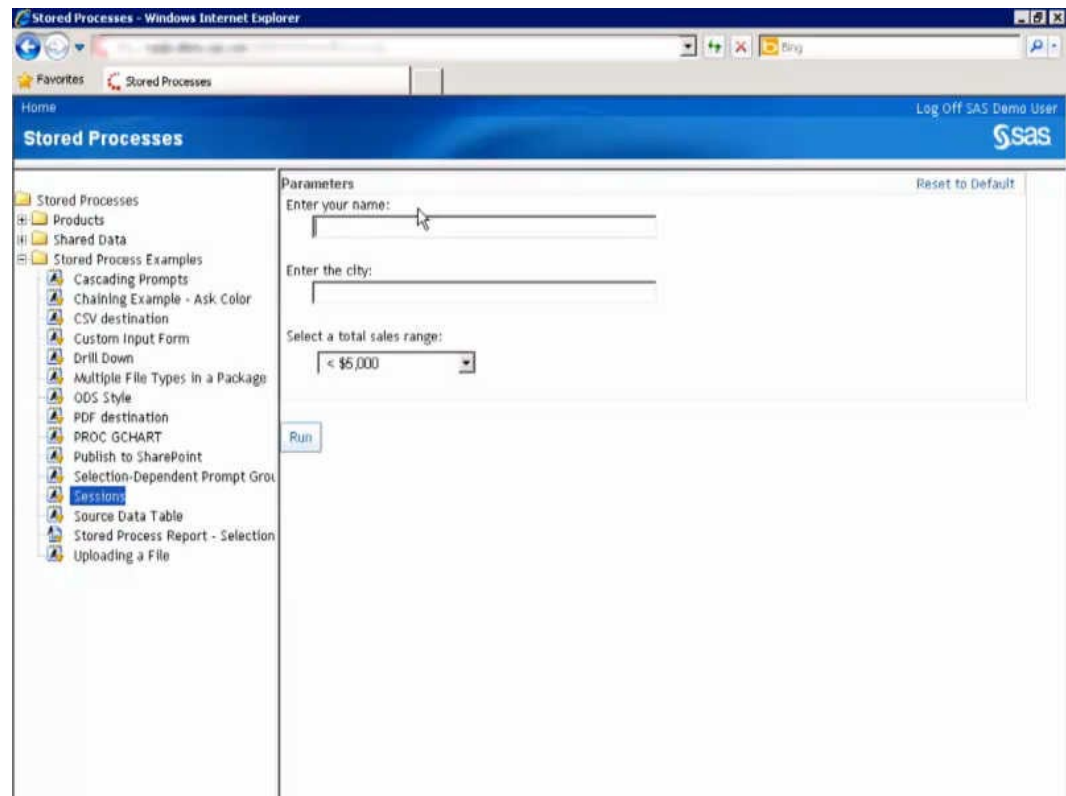 Stored Processes - Windows Internet Explorer
Bing
Favorites
Stored Processes
Home
Log Off SAS Demo User
Stored Processes
sas
Stored Processes
Products
Shared Data
Stored Process Examples
Cascading Prompts
Chaining Example - Ask Color
CSV destination
Custom Input Form
Drill Down
Multiple File Types in a Package
ODS Style
PDF destination
PROC GCHART
Publish to SharePoint
Selection-Dependent Prompt Grou
Sessions
Source Data Table
Stored Process Report - Selection
Uploading a File
Parameters
Reset to Default
Enter your name:
Enter the city:
Select a total sales range:
< $5,000
Run